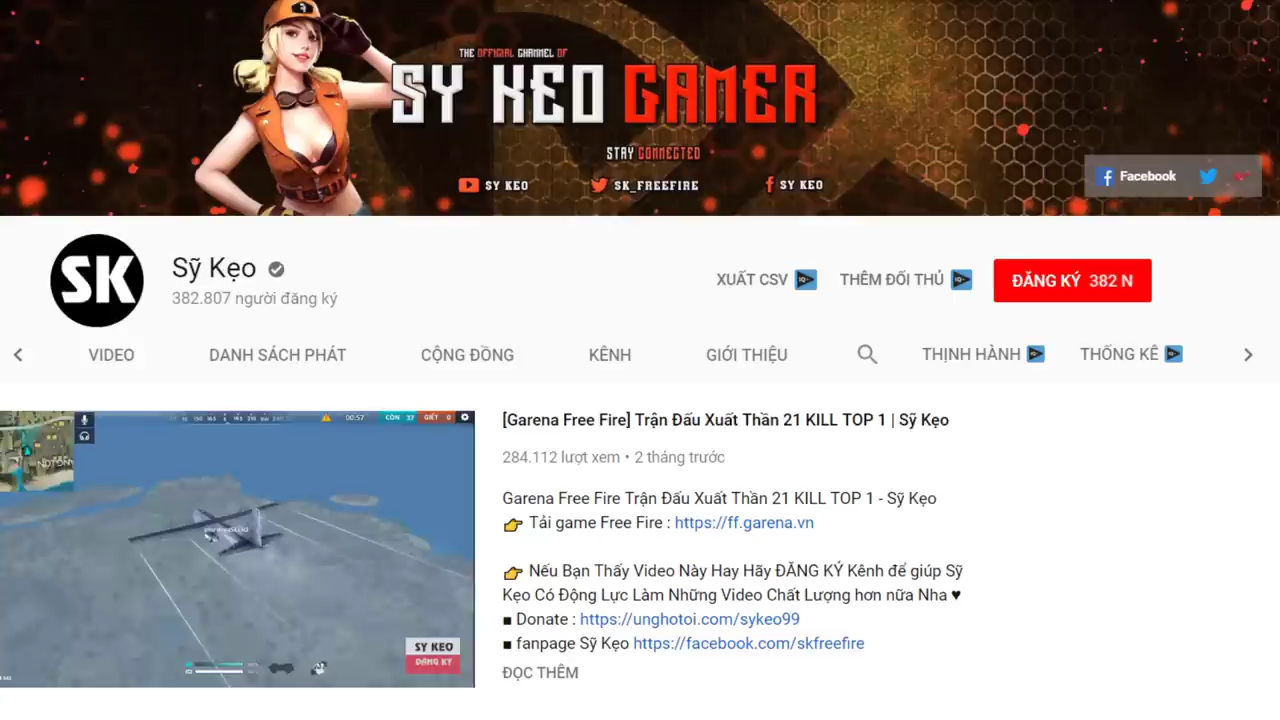 THE OFFICIAL CHANNEL OF
SY KEO GAMER
STAY CONNECTED
SY KEO SK_FREEFIRE SY KEO
Facebook
SK
Sỹ Kẹo
382.807 người đăng ký
XUẤT CSV THÊM ĐỐI THỦ ĐĂNG KÝ 382 N
VIDEO DANH SÁCH PHÁT CỘNG ĐỒNG KÊNH GIỚI THIỆU THỊNH HÀNH THỐNG KÊ
00:57 CÒN 37 GIẾT 0
SY KEO
ĐĂNG KÝ
[Garena Free Fire] Trận Đấu Xuất Thần 21 KILL TOP 1 | Sỹ Kẹo
284.112 lượt xem • 2 tháng trước
Garena Free Fire Trận Đấu Xuất Thần 21 KILL TOP 1 - Sỹ Kẹo
👉 Tải game Free Fire : https://ff.garena.vn
👉 Nếu Bạn Thấy Video Này Hay Hãy ĐĂNG KÝ Kênh để giúp Sỹ
Kẹo Có Động Lực Làm Những Video Chất Lượng hơn nữa Nha ♥
■ Donate : https://unghotoi.com/sykeo99
■ fanpage Sỹ Kẹo https://facebook.com/skfreefire
ĐỌC THÊM